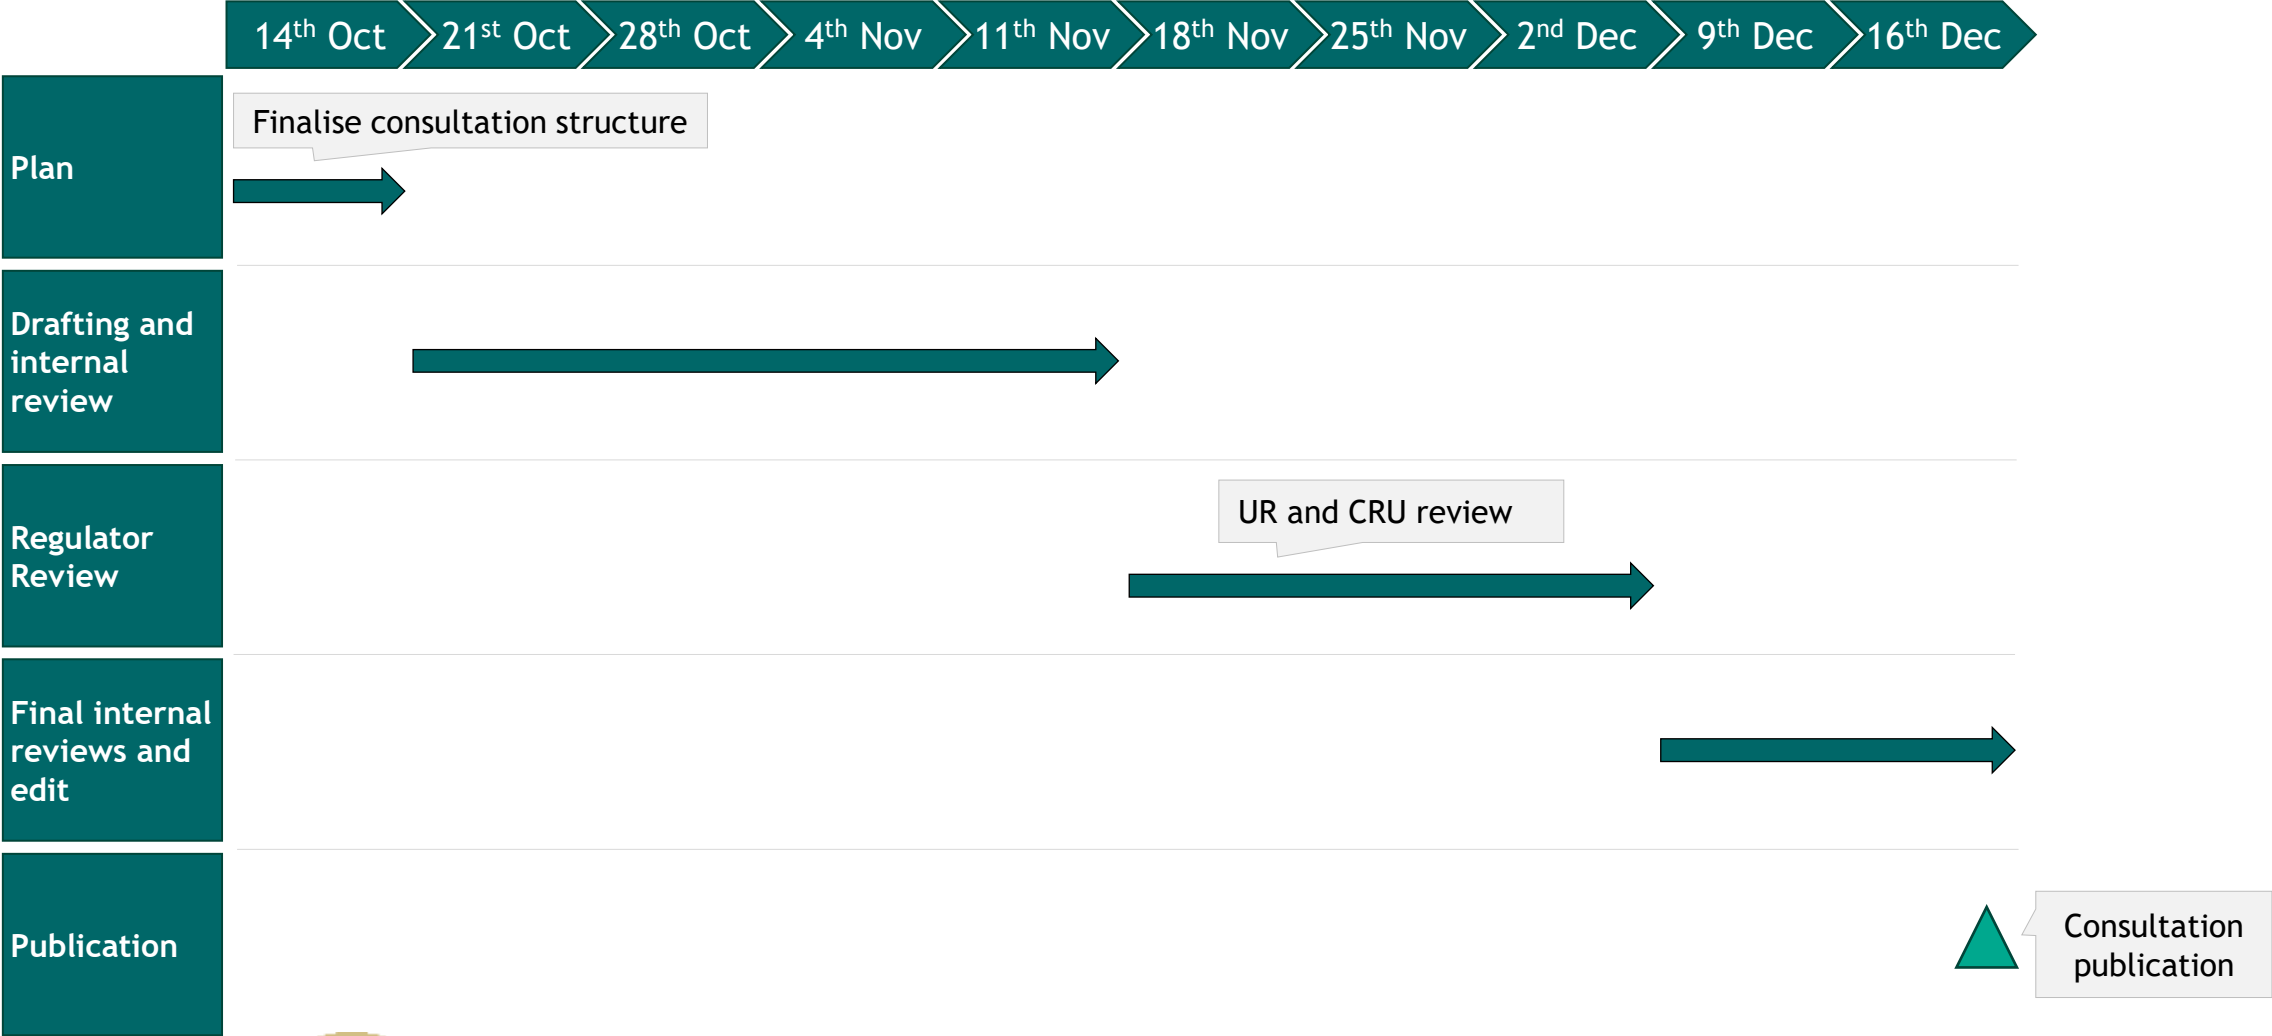 14th Oct
21st Oct
28th Oct
4th Nov
11th Nov
18th Nov
25th Nov
2nd Dec
9th Dec
16th Dec
Plan
Finalise consultation structure
Drafting and
internal
review
Regulator
Review
UR and CRU review
Final internal
reviews and
edit
Publication
Consultation
publication